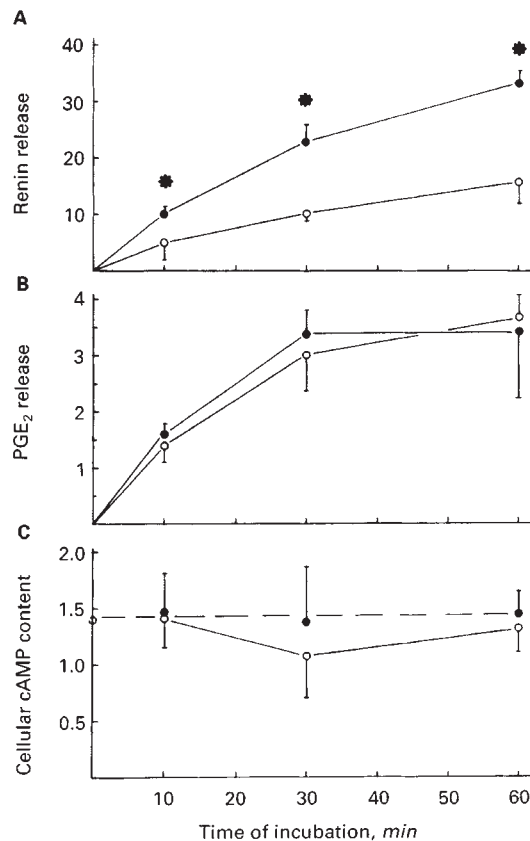 A
Renin release
40
30
20
10
B
PGE₂ release
4
3
2
1
C
Cellular cAMP content
2.0
1.5
1.0
0.5
10 20 30 40 50 60
Time of incubation, min